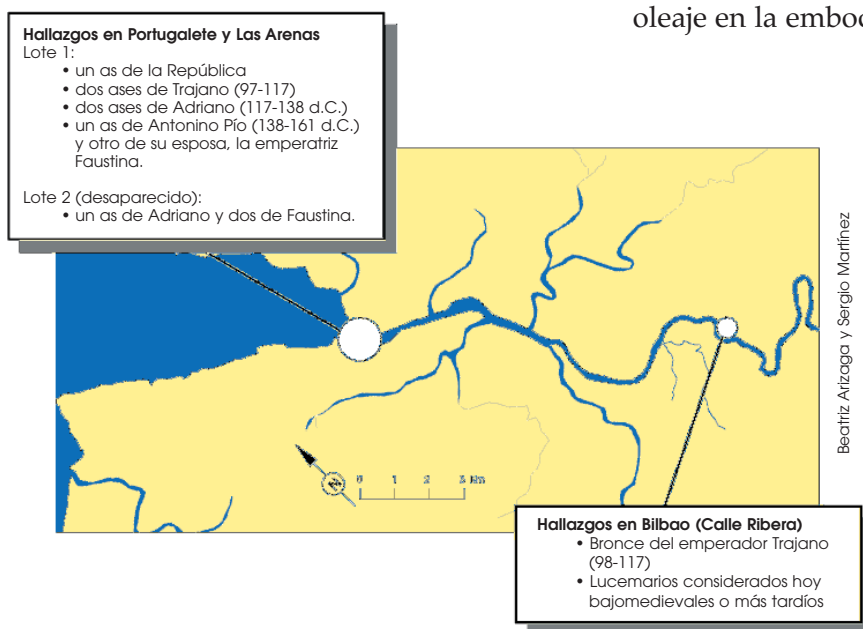 oleaje en la emboc
Hallazgos en Portugalete y Las Arenas
Lote 1:
• un as de la República
• dos ases de Trajano (97-117)
• dos ases de Adriano (117-138 d.C.)
• un as de Antonino Pío (138-161 d.C.)
y otro de su esposa, la emperatriz
Faustina.
Lote 2 (desaparecido):
• un as de Adriano y dos de Faustina.
Beatriz Arizaga y Sergio Martínez
0 1 2 3 Km
Hallazgos en Bilbao (Calle Ribera)
• Bronce del emperador Trajano
(98-117)
• Lucemarios considerados hoy
bajomedievales o más tardíos